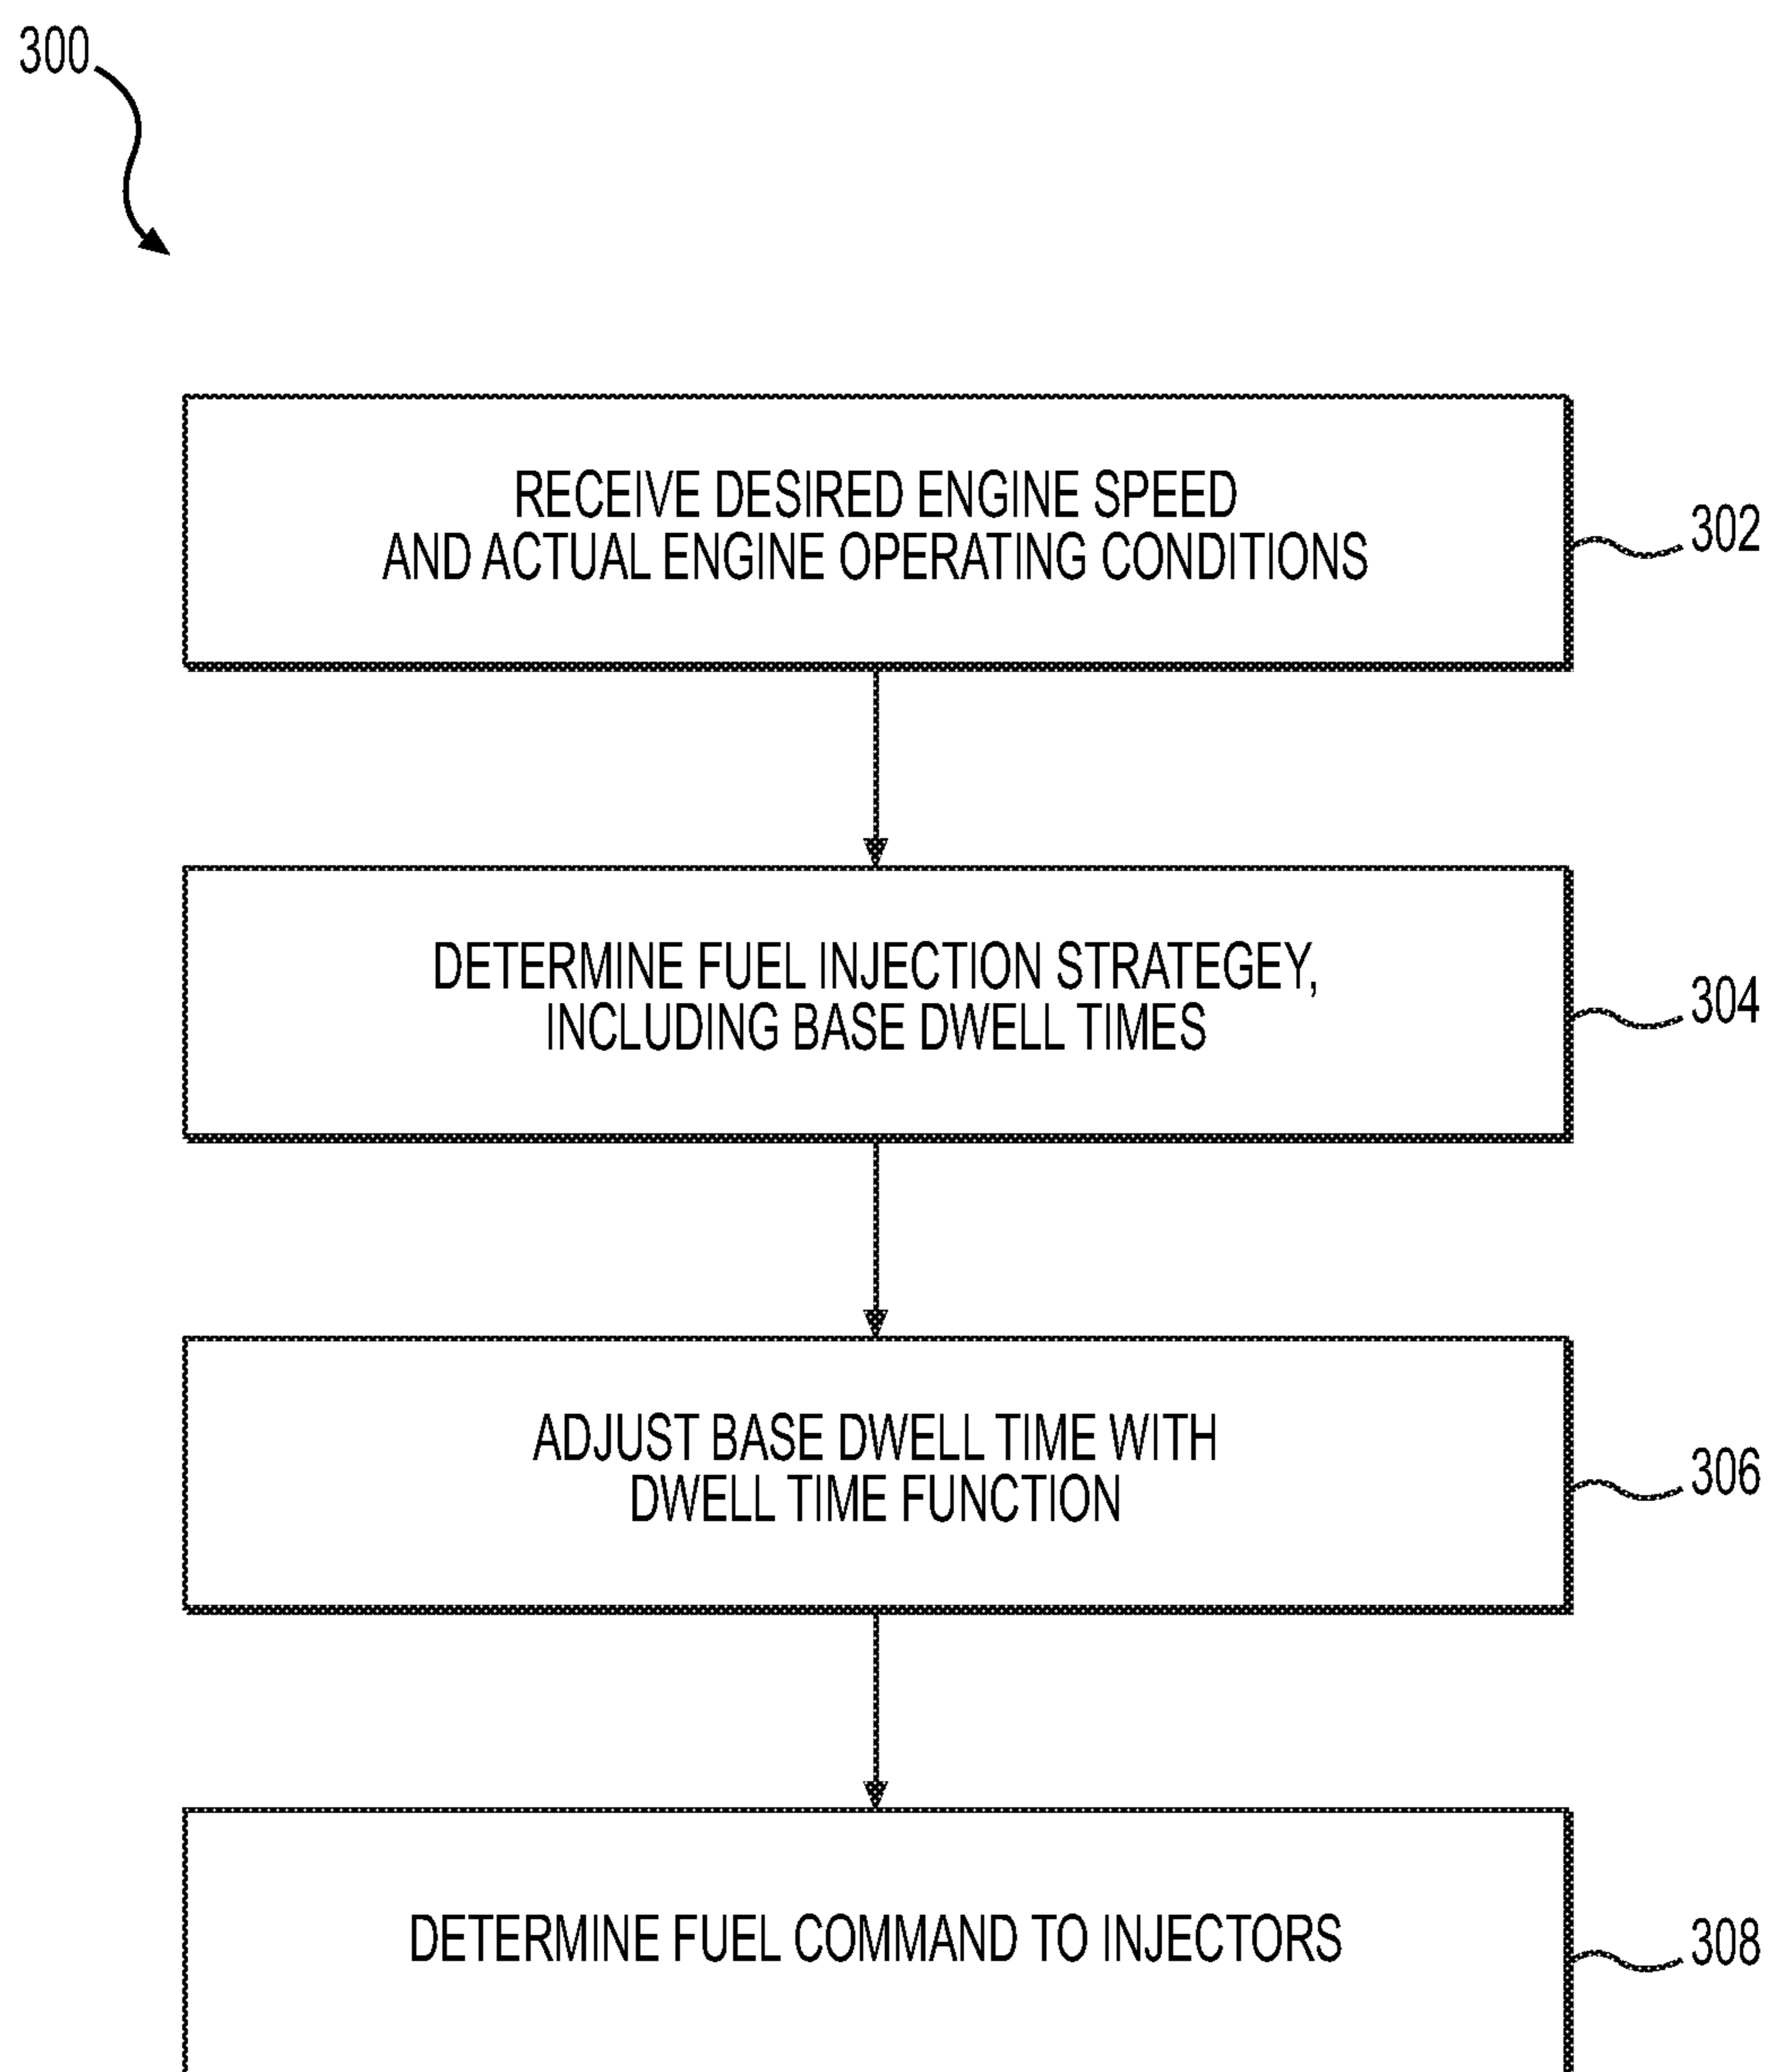 300
RECEIVE DESIRED ENGINE SPEED
AND ACTUAL ENGINE OPERATING CONDITIONS
302
DETERMINE FUEL INJECTION STRATEGEY,
INCLUDING BASE DWELL TIMES
304
ADJUST BASE DWELL TIME WITH
DWELL TIME FUNCTION
306
DETERMINE FUEL COMMAND TO INJECTORS
308